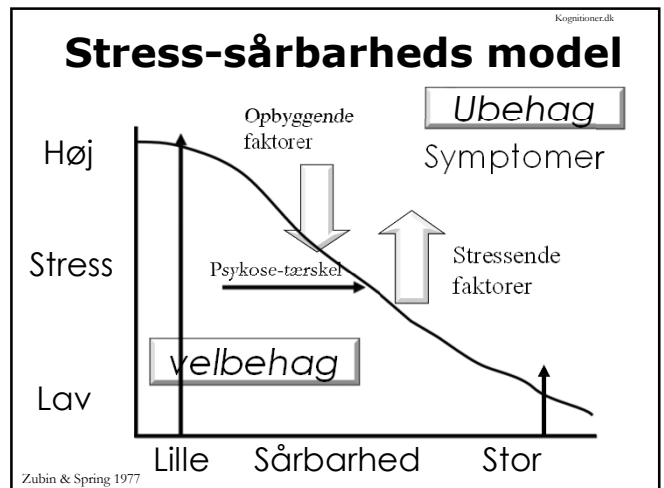 Kognitioner.dk
Stress-sårbarheds model
Ubehag
Symptomer
Opbyggende
faktorer
Høj
Stress
Lav
Psykose-tærskel
Stressende
faktorer
velbehag
Lille Sårbarhed Stor
Zubin & Spring 1977